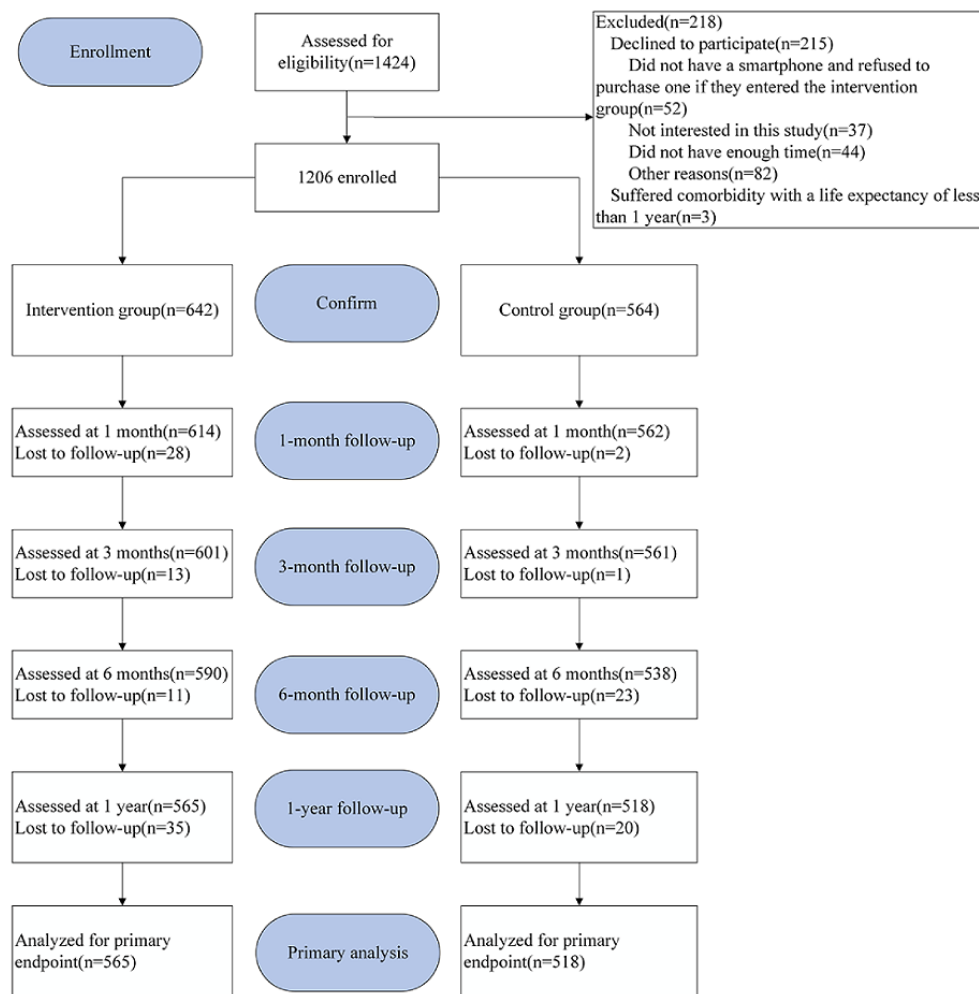 Enrollment
Assessed for
eligibility(n=1424)
Excluded(n=218)
Declined to participate(n=215)
Did not have a smartphone and refused to
purchase one if they entered the intervention
group(n=52)
Not interested in this study(n=37)
Did not have enough time(n=44)
Other reasons(n=82)
Suffered comorbidity with a life expectancy of less
than 1 year(n=3)
1206 enrolled
Intervention group(n=642)
Confirm
Control group(n=564)
Assessed at 1 month(n=614)
Lost to follow-up(n=28)
1-month follow-up
Assessed at 1 month(n=562)
Lost to follow-up(n=2)
Assessed at 3 months(n=601)
Lost to follow-up(n=13)
3-month follow-up
Assessed at 3 months(n=561)
Lost to follow-up(n=1)
Assessed at 6 months(n=590)
Lost to follow-up(n=11)
6-month follow-up
Assessed at 6 months(n=538)
Lost to follow-up(n=23)
Assessed at 1 year(n=565)
Lost to follow-up(n=35)
1-year follow-up
Assessed at 1 year(n=518)
Lost to follow-up(n=20)
Analyzed for primary
endpoint(n=565)
Primary analysis
Analyzed for primary
endpoint(n=518)